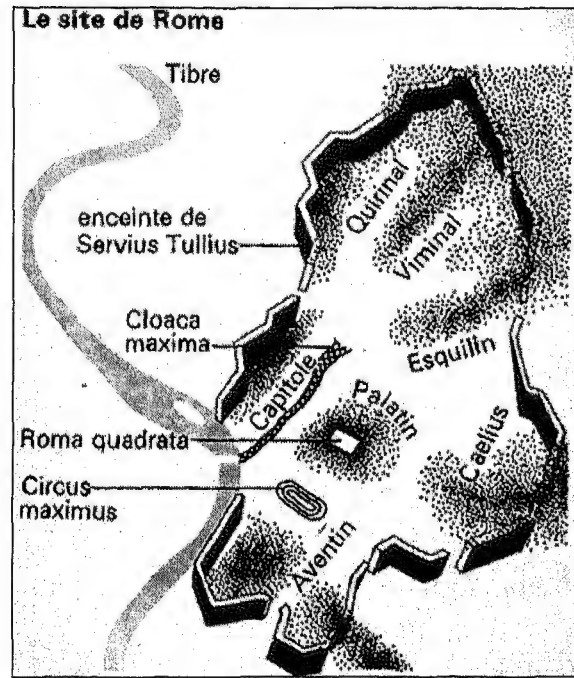 Le site de Rome
Tibre
Quirinal
enceinte de
Servius Tullius
Viminal
Cloaca
maxima
Esquilin
Capitole
Palatin
Roma quadrata
Caelius
Circus
maximus
Aventin